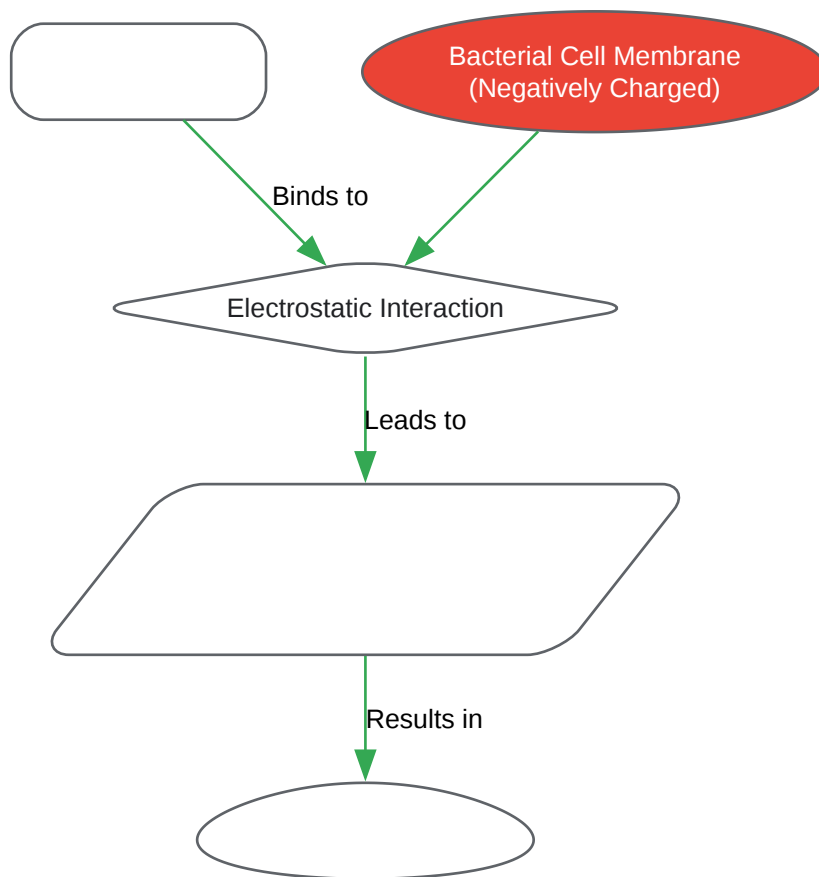 Bacterial Cell Membrane
(Negatively Charged)
Binds to
Electrostatic Interaction
Leads to
Results in